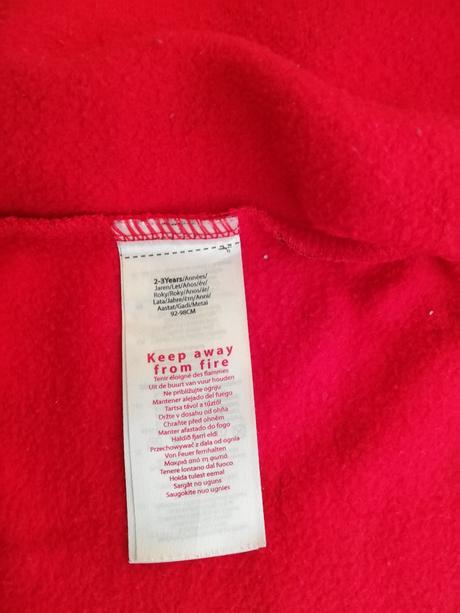 2-3Years/Années/
Jaren/Let/Años/év/
Roky/Roky/Anos/ár/
Lata/Jahre/έτη/Anni/
Aastat/Gadi/Metai
92-98CM
Keep away
from fire
Tenir éloigné des flammes
Uit de buurt van vuur houden
Ne približujte ognju
Mantener alejado del fuego
Tartsa távol a tűztől
Držte v dosahu od ohňa
Chraňte před ohněm
Manter afastado do fogo
Haldið fjarri eldi
Przechowywać z dala od ognia
Von Feuer fernhalten
Μακριά από τη φωτιά
Tenere lontano dal fuoco
Hoida tulest eemal
Sargāt no uguns
Saugokite nuo ugnies